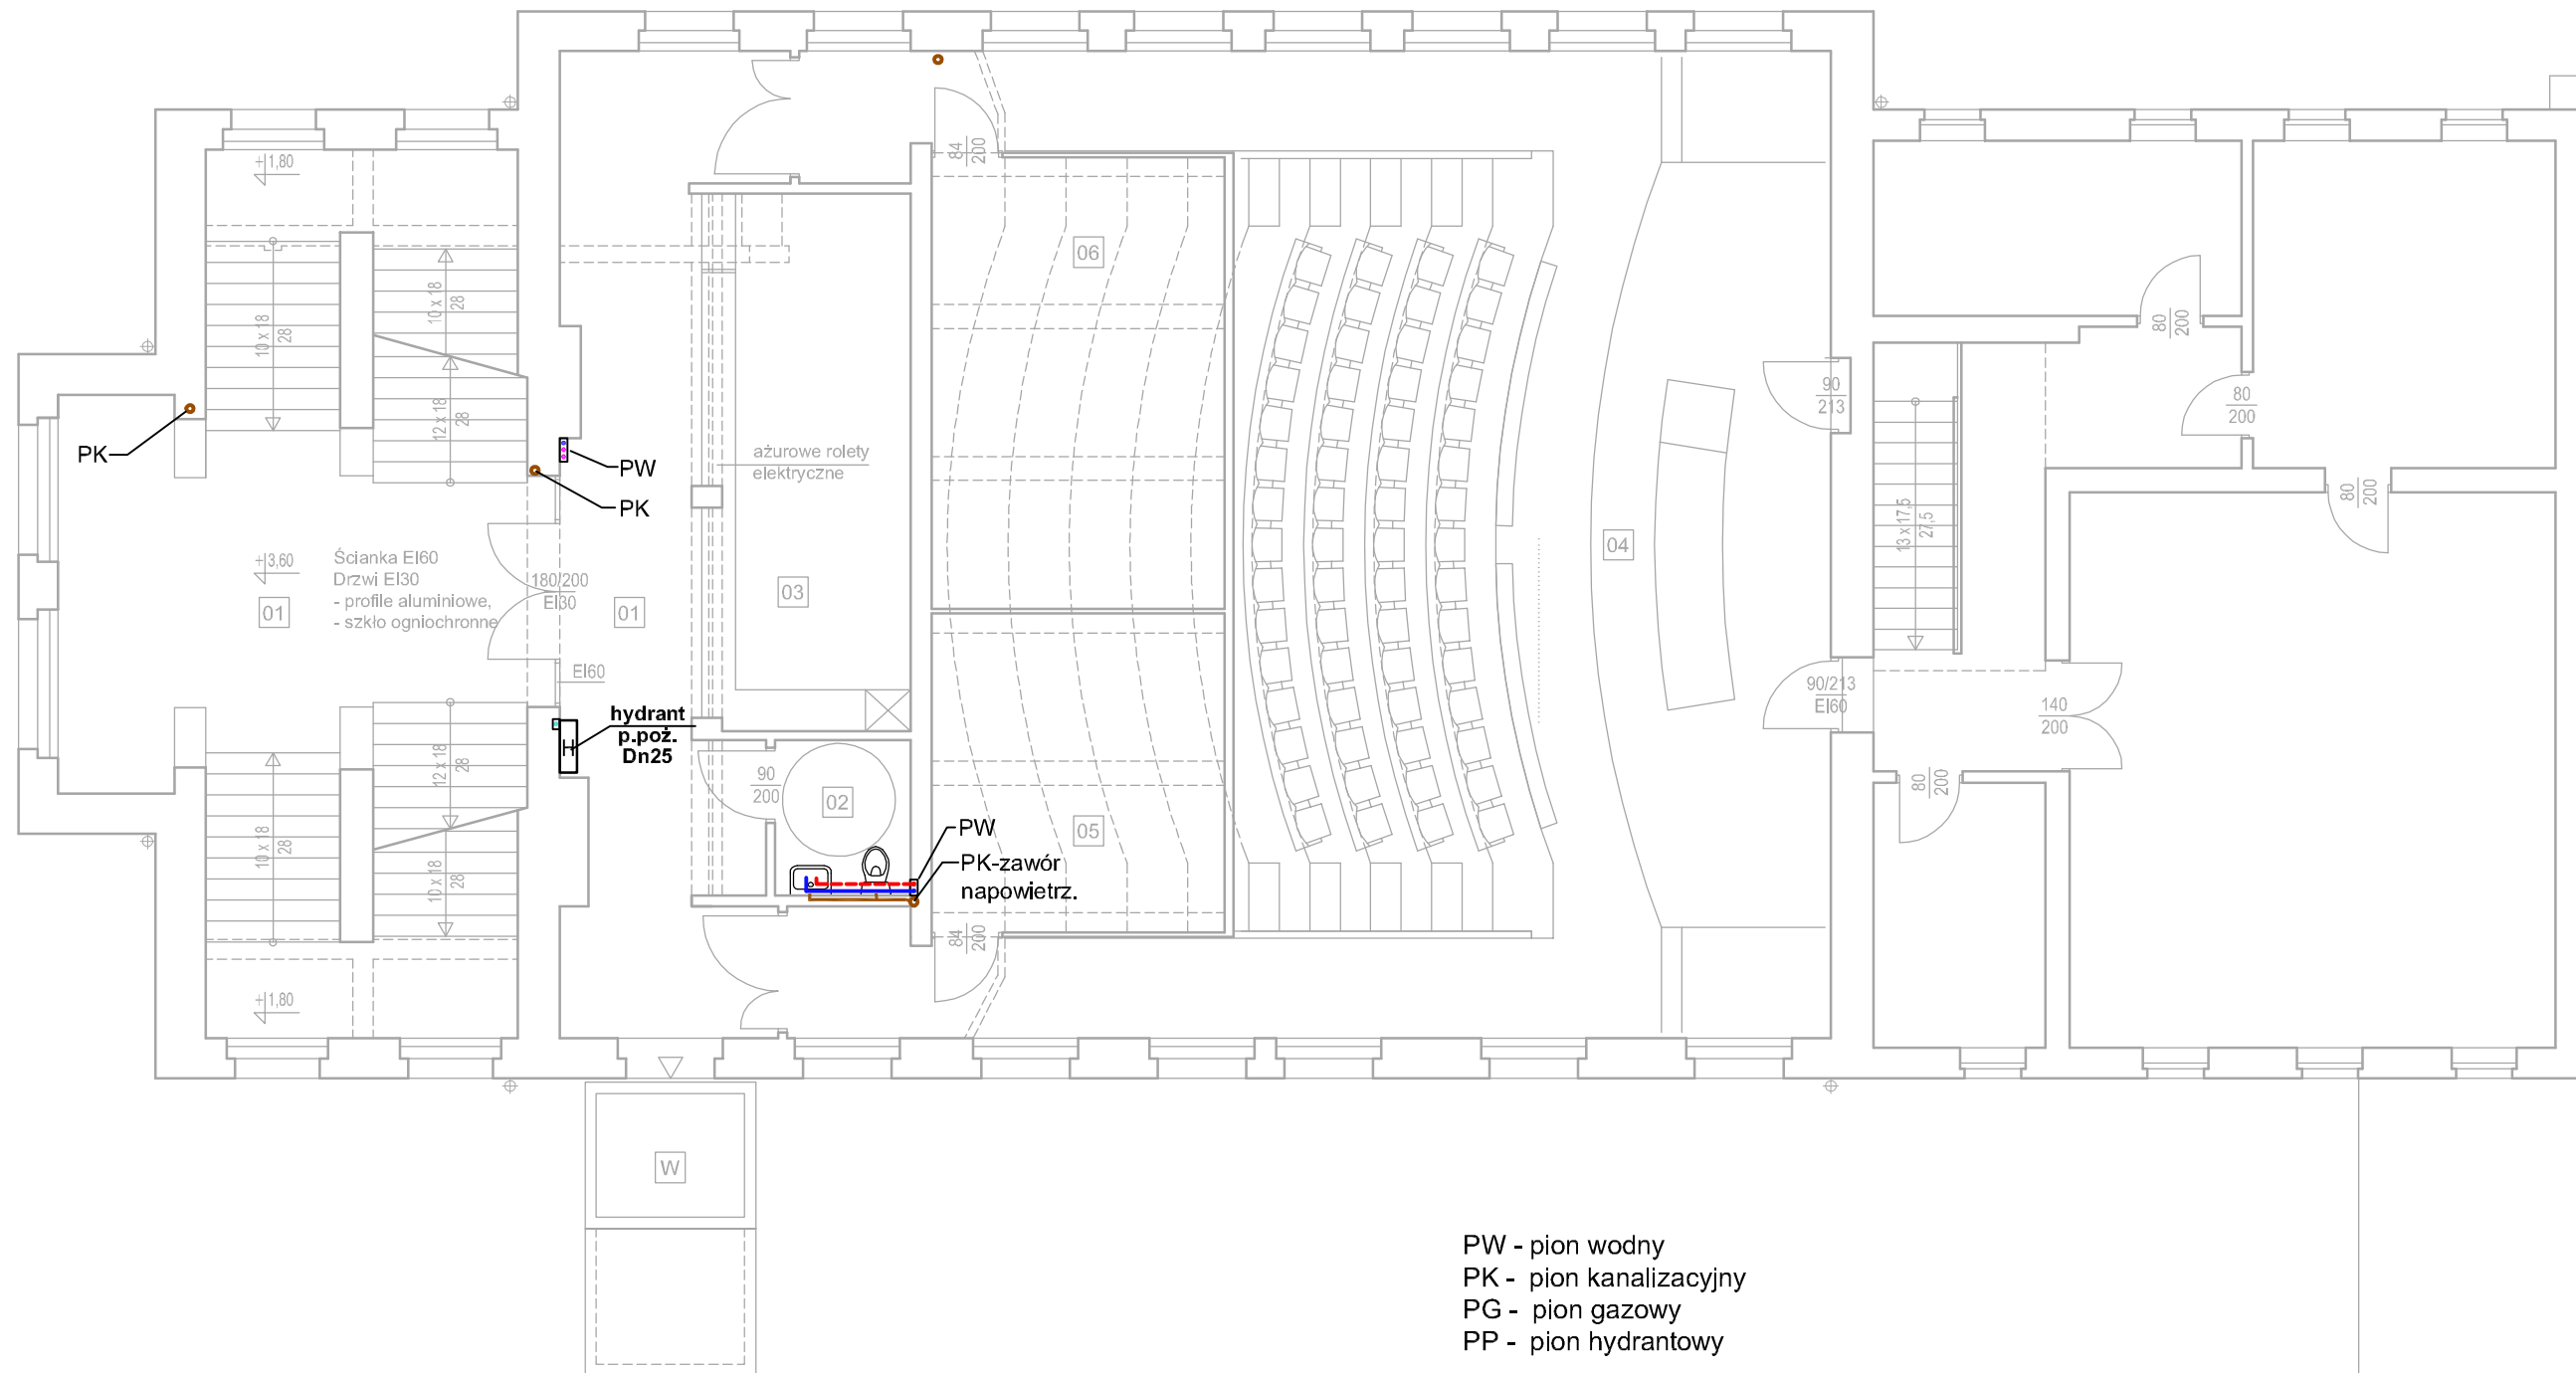 +1,80
84
200
06
10 x 18
28
10 x 18
28
80
200
90
213
80
200
12 x 18
28
PK
PW
ażurowe rolety
elektryczne
PK
80
200
13 x 17,5
27,5
04
+3,60
Ścianka EI60
Drzwi EI30
- profile aluminiowe,
- szkło ogniochronne
180/200
EI30
03
01
01
EI60
90/213
EI60
hydrant
p.poż.
Dn25
140
200
12 x 18
28
90
200
02
80
200
05
PW
10 x 18
28
PK-zawór
napowietrz.
10 x 18
28
84
200
+1,80
W
PW - pion wodny
PK - pion kanalizacyjny
PG - pion gazowy
PP - pion hydrantowy
H